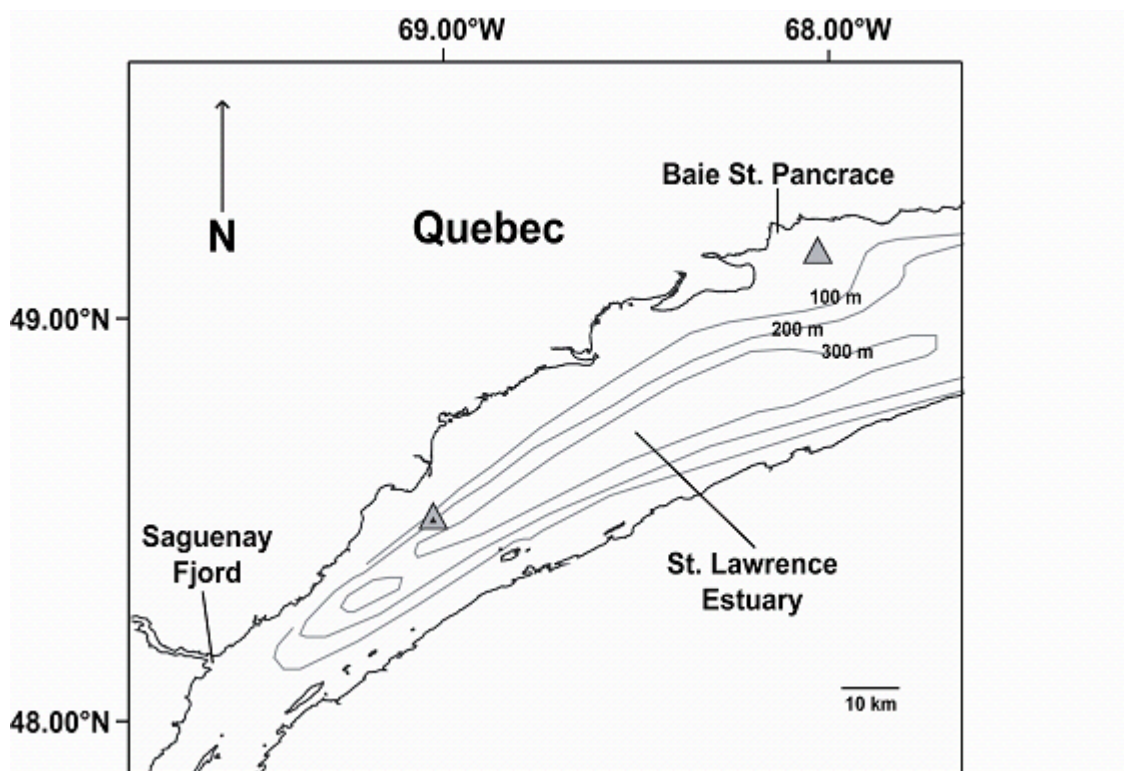 69.00°W
68.00°W
Baie St. Pancrace
Quebec
N
100 m
49.00°N
200 m
300 m
Saguenay
Fjord
St. Lawrence
Estuary
10 km
48.00°N